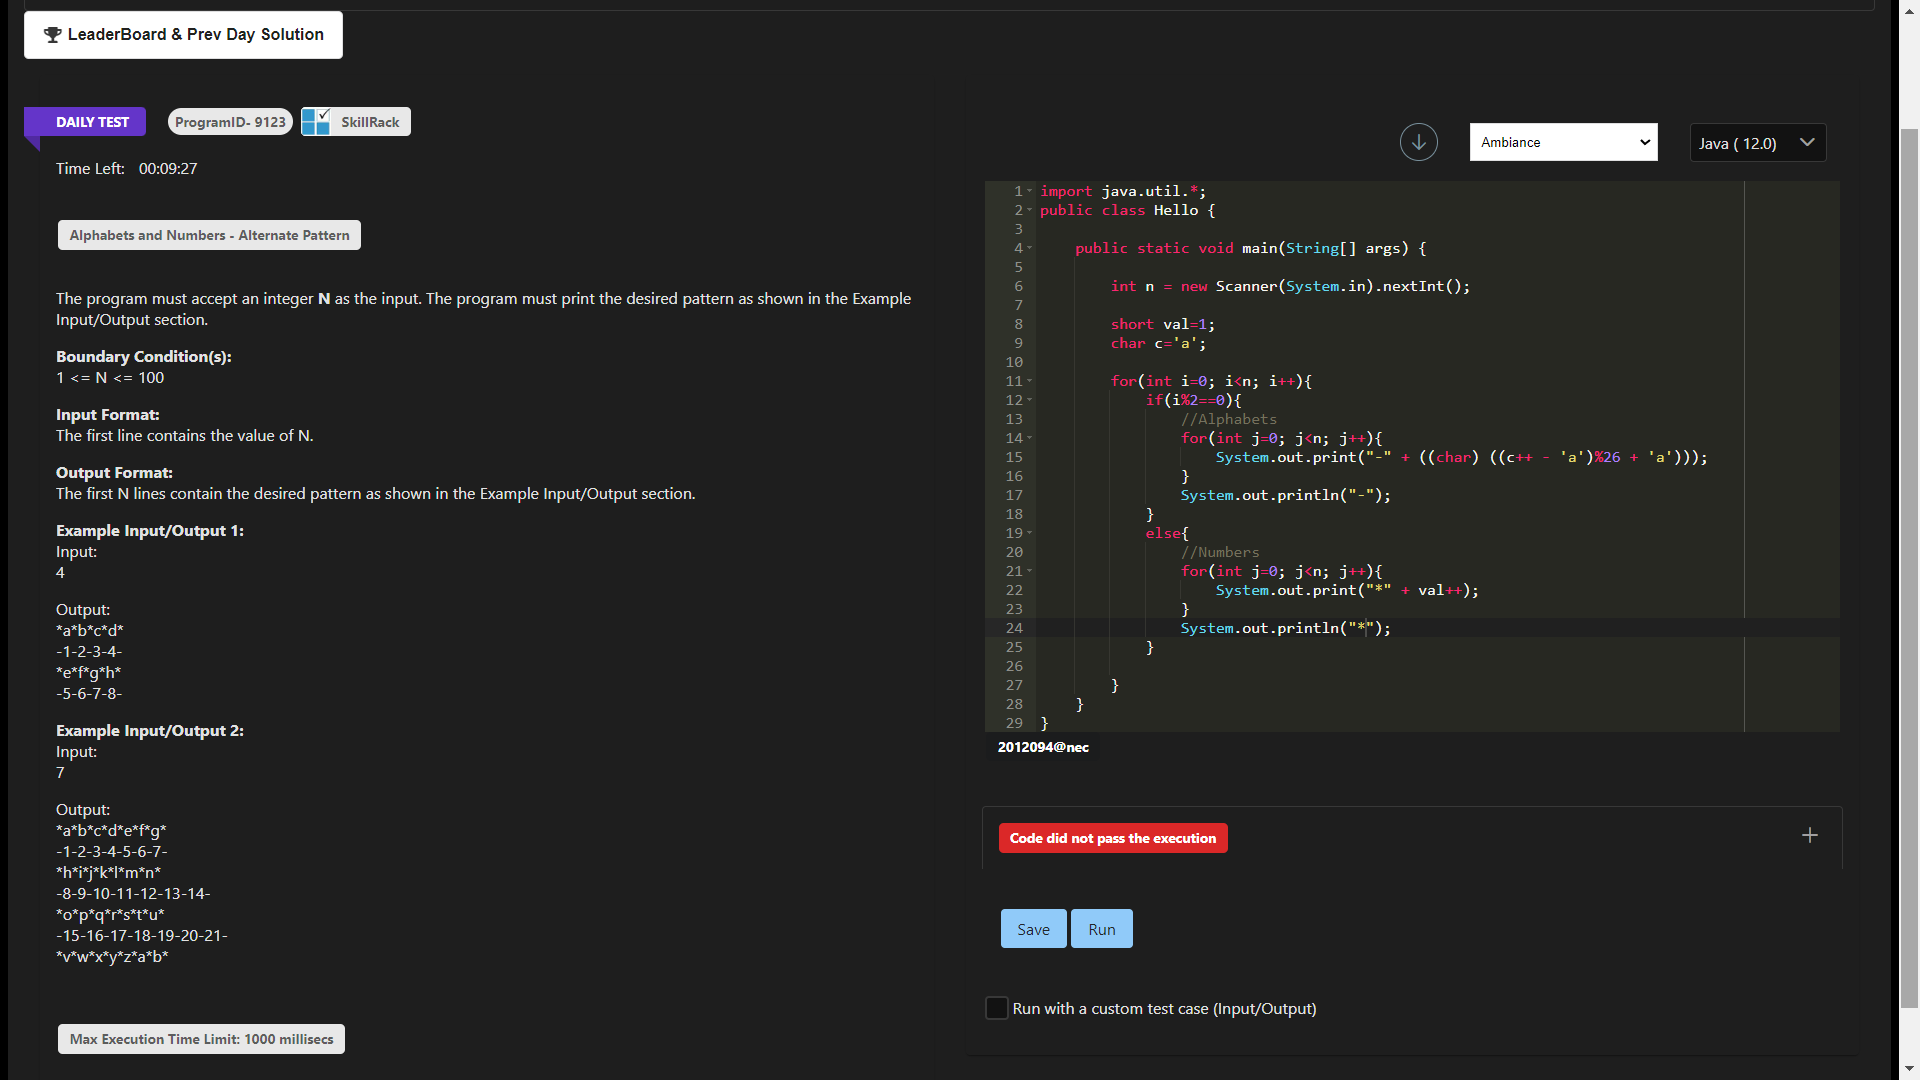 LeaderBoard & Prev Day Solution
DAILY TEST
ProgramID- 9123
SkillRack
Time Left: 00:09:27
Alphabets and Numbers - Alternate Pattern
The program must accept an integer N as the input. The program must print the desired pattern as shown in the Example
Input/Output section.
Boundary Condition(s):
1 <= N <= 100
Input Format:
The first line contains the value of N.
Output Format:
The first N lines contain the desired pattern as shown in the Example Input/Output section.
Example Input/Output 1:
Input:
4
Output:
*a*b*c*d*
-1-2-3-4-
*e*f*g*h*
-5-6-7-8-
Example Input/Output 2:
Input:
7
Output:
*a*b*c*d*e*f*g*
-1-2-3-4-5-6-7-
*h*i*j*k*l*m*n*
-8-9-10-11-12-13-14-
*o*p*q*r*s*t*u*
-15-16-17-18-19-20-21-
*v*w*x*y*z*a*b*
Max Execution Time Limit: 1000 millisecs
Ambiance
Java ( 12.0)
1 import java.util.*;
2 public class Hello {
3
4 public static void main(String[] args) {
5
6 int n = new Scanner(System.in).nextInt();
7
8 short val=1;
9 char c='a';
10
11 for(int i=0; i<n; i++){
12 if(i%2==0){
13 //Alphabets
14 for(int j=0; j<n; j++){
15 System.out.print("-" + ((char) ((c++ - 'a')%26 + 'a')));
16 }
17 System.out.println("-");
18 }
19 else{
20 //Numbers
21 for(int j=0; j<n; j++){
22 System.out.print("*" + val++);
23 }
24 System.out.println("*");
25 }
26
27 }
28 }
29 }
2012094@nec
Code did not pass the execution
+
Save
Run
Run with a custom test case (Input/Output)